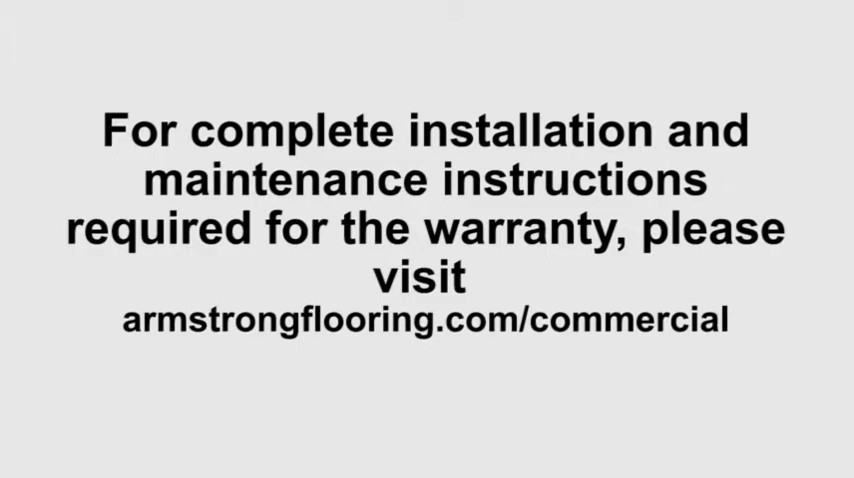 For complete installation and
maintenance instructions
required for the warranty, please
visit
armstrongflooring.com/commercial